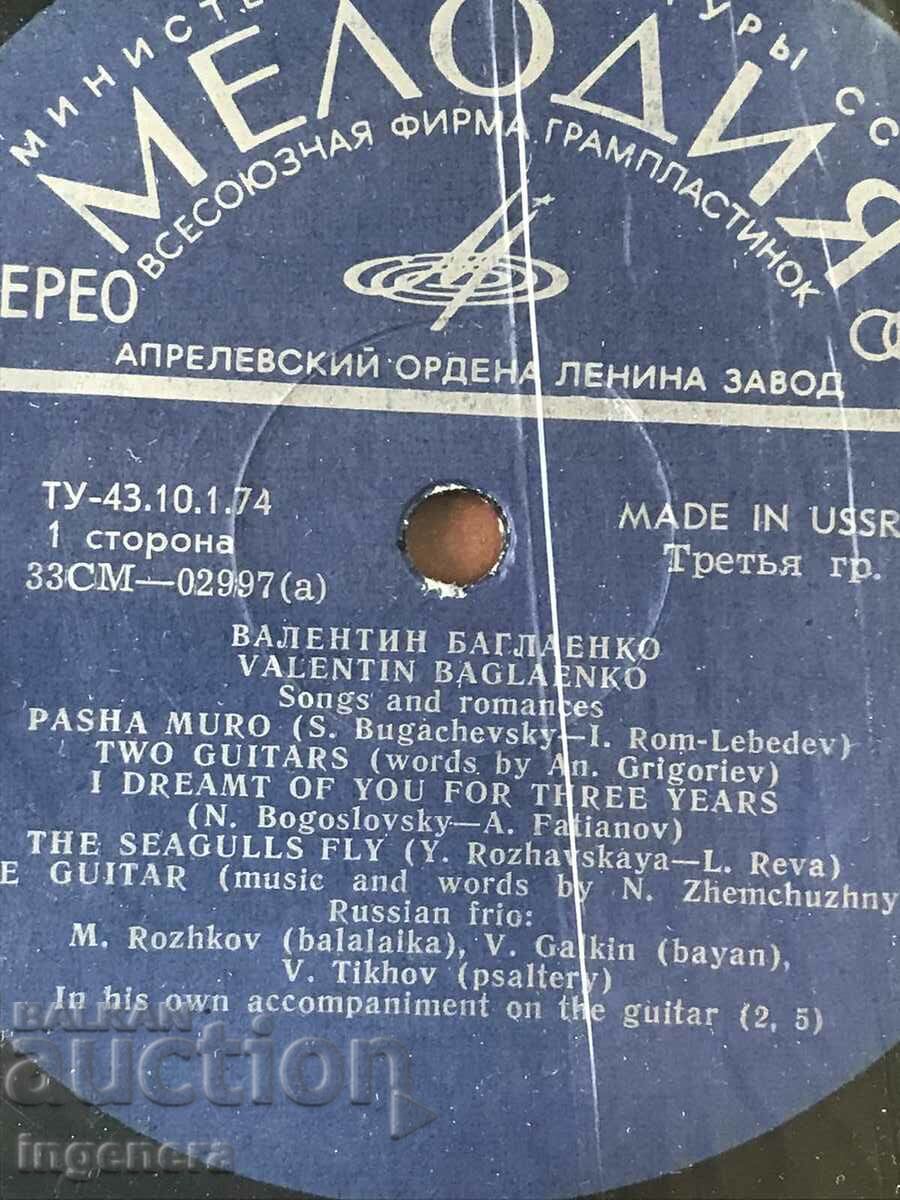 МИНИСТЕ УРЫ СС
МЕЛОДИЯ
ВСЕСОЮЗНАЯ ФИРМА ГРАМПЛАСТИНОК
ЕРЕО
АПРЕЛЕВСКИЙ ОРДЕНА ЛЕНИНА ЗАВОД
ТУ-43.10.1.74
1 сторона
33СМ—02997(а)
MADE IN USSR
Третья гр.
ВАЛЕНТИН БАГЛАЕНКО
VALENTIN BAGLAENKO
Songs and romances
PASHA MURO (S. Bugachevsky—I. Rom-Lebedev)
TWO GUITARS (words by An. Grigoriev)
I DREAMT OF YOU FOR THREE YEARS
(N. Bogoslovsky—A. Fatianov)
THE SEAGULLS FLY (Y. Rozhavskaya—L. Reva)
E GUITAR (music and words by N. Zhemchuzhny
Russian frio:
M. Rozhkov (balalaika), V. Galkin (bayan),
V. Tikhov (psaltery)
In his own accompaniment on the guitar (2, 5)
BALKAN
auction
ingenera